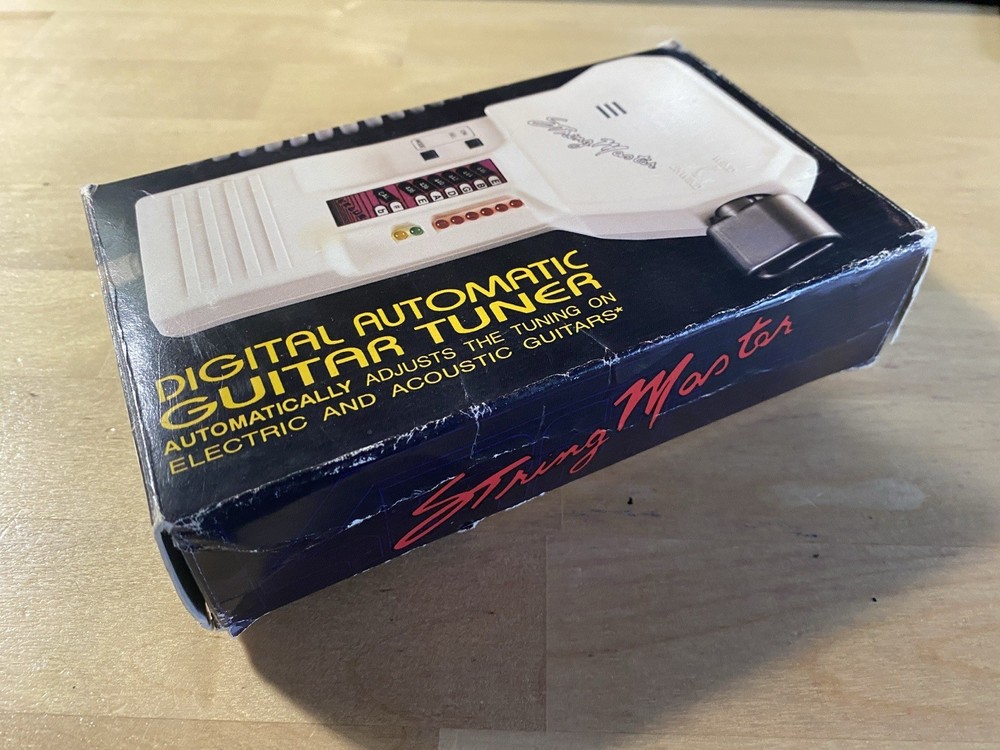 String Master
DIGITAL AUTOMATIC
GUITAR TUNER
AUTOMATICALLY ADJUSTS THE TUNING ON
ELECTRIC AND ACOUSTIC GUITARS*
String Master